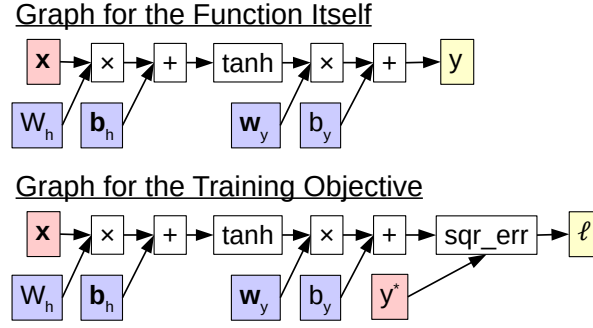 Graph for the Function Itself
x × + tanh × + y
W_h b_h w_y b_y
Graph for the Training Objective
x × + tanh × + sqr_err ℓ
W_h b_h w_y b_y y*